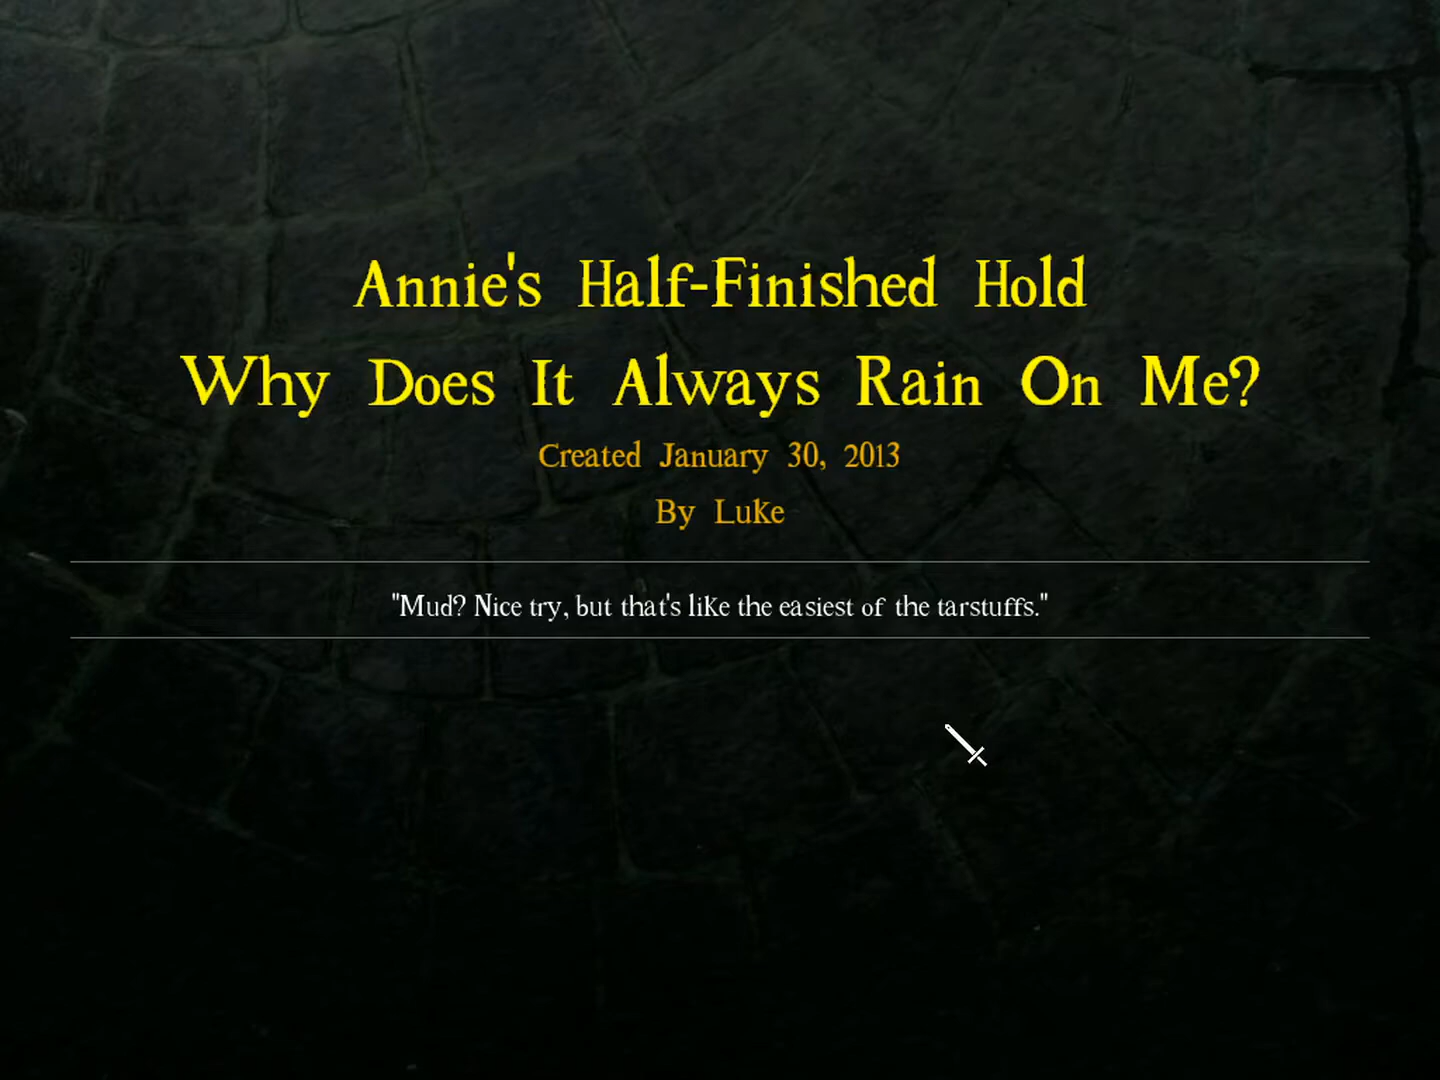 Annie's Half-Finished Hold
Why Does It Always Rain On Me?
Created January 30, 2013
By Luke
"Mud? Nice try, but that's like the easiest of the tarstuffs."